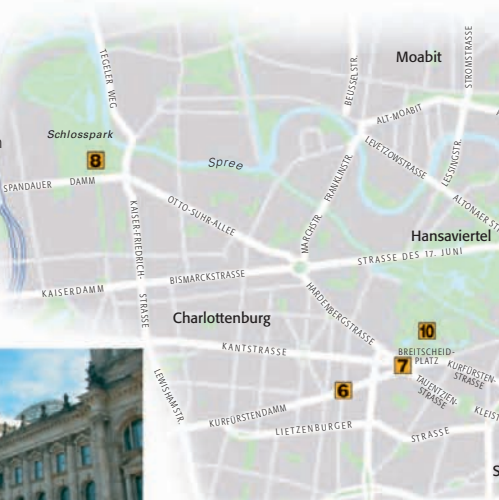 Moabit
STROMSTRASSE
BEUSSELSTR.
TEGELER WEG
ALT-MOABIT
Schlosspark
8
Spree
LEVETZOWSTRASSE
LESSINGSTR.
FRANKLINSTR.
SPANDAUER DAMM
OTTO-SUHR-ALLEE
KAISER-FRIEDRICH-STRASSE
MARCHSTR.
ALTONAER ST
Hansaviertel
STRASSE DES 17. JUNI
BISMARCKSTRASSE
KAISERDAMM
HARDENBERGSTRASSE
Charlottenburg
10
KANTSTRASSE
BREITSCHEID-
PLATZ
7
KURFÜRSTEN-
STRASSE
TAUENTZIEN-
STRASSE
6
LEWISHAMSTR.
KURFÜRSTENDAMM
KLEIST
LIETZENBURGER STRASSE
S